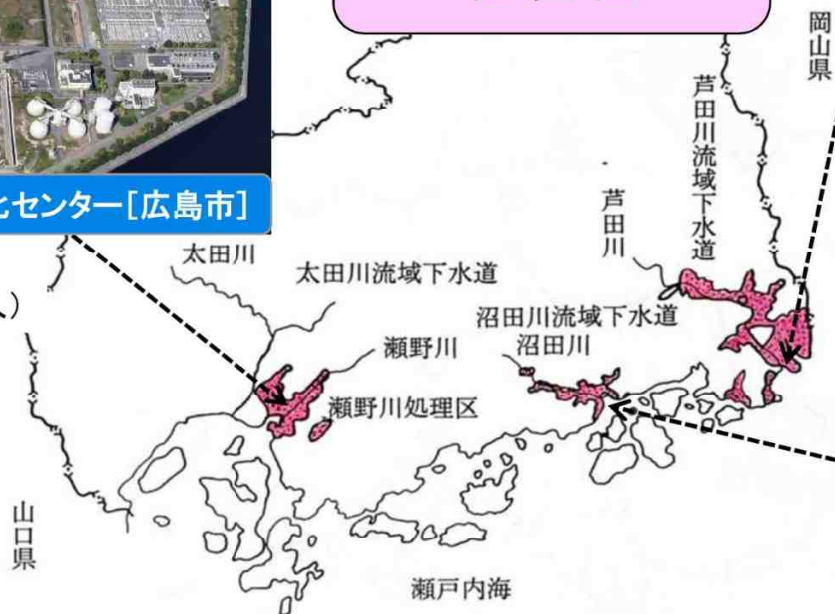 岡山県
芦田川流域下水道
芦田川
化センター[広島市]
太田川
太田川流域下水道
沼田川流域下水道
沼田川
瀬野川
瀬野川処理区
山口県
瀬戸内海